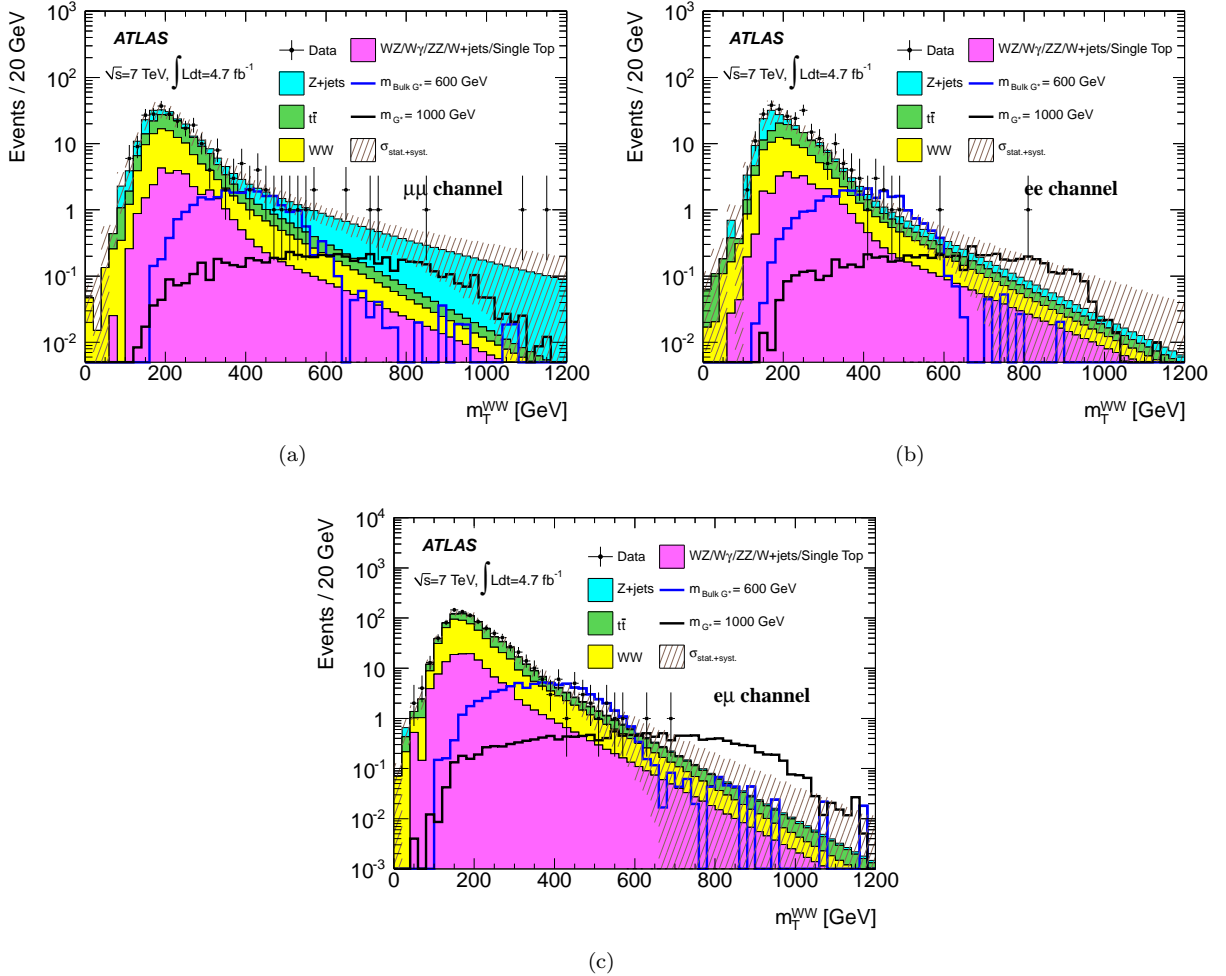 Events / 20 GeV
10³
10²
10
1
10⁻¹
10⁻²
ATLAS
√s=7 TeV, ∫Ldt=4.7 fb⁻¹
Data
Z+jets
tt̄
WW
WZ/Wγ/ZZ/W+jets/Single Top
m_Bulk G* = 600 GeV
m_G* = 1000 GeV
σ_stat.+syst.
μμ channel
0 200 400 600 800 1000 1200
m_T^WW [GeV]
(a)
Events / 20 GeV
10³
10²
10
1
10⁻¹
10⁻²
ATLAS
√s=7 TeV, ∫Ldt=4.7 fb⁻¹
Data
Z+jets
tt̄
WW
WZ/Wγ/ZZ/W+jets/Single Top
m_Bulk G* = 600 GeV
m_G* = 1000 GeV
σ_stat.+syst.
ee channel
0 200 400 600 800 1000 1200
m_T^WW [GeV]
(b)
Events / 20 GeV
10⁴
10³
10²
10
1
10⁻¹
10⁻²
10⁻³
ATLAS
√s=7 TeV, ∫Ldt=4.7 fb⁻¹
Data
Z+jets
tt̄
WW
WZ/Wγ/ZZ/W+jets/Single Top
m_Bulk G* = 600 GeV
m_G* = 1000 GeV
σ_stat.+syst.
eμ channel
0 200 400 600 800 1000 1200
m_T^WW [GeV]
(c)